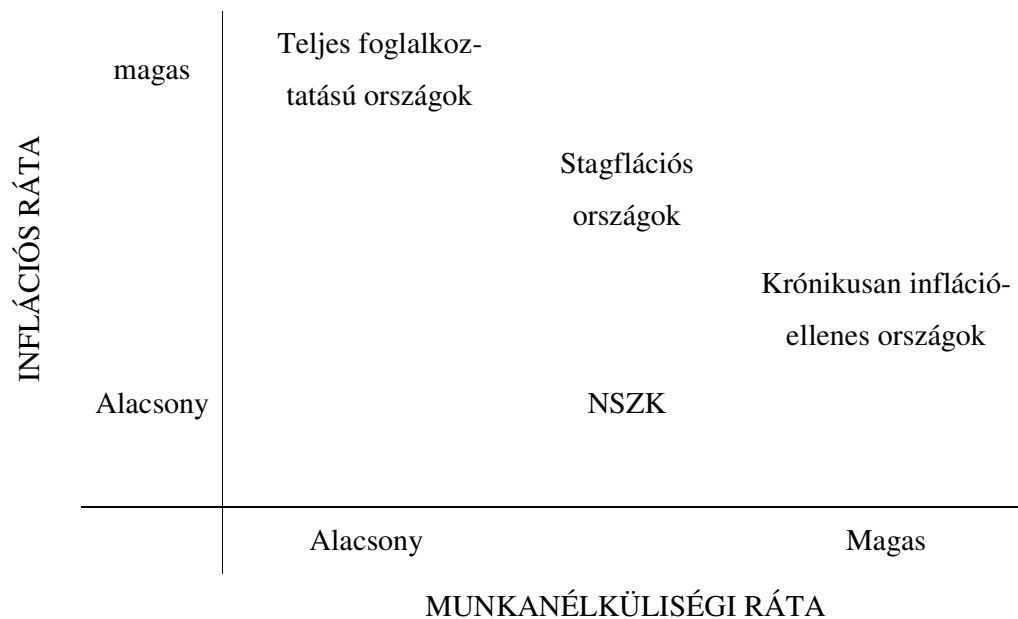 Teljes foglalkoz-
magas
tatású országok
Stagflációs
országok
INFLÁCIÓS RÁTA
Krónikusan infláció-
ellenes országok
Alacsony
NSZK
Alacsony
Magas
MUNKANÉLKÜLISÉGI RÁTA